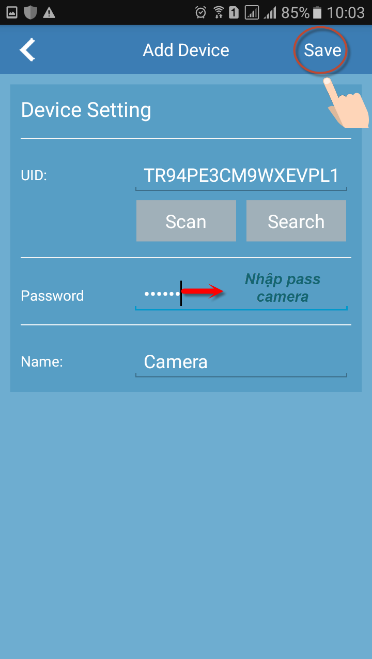 85% 10:03
Add Device
Save
Device Setting
UID:
TR94PE3CM9WXEVPL1
Scan
Search
Password
••••••
Nhập pass
camera
Name:
Camera